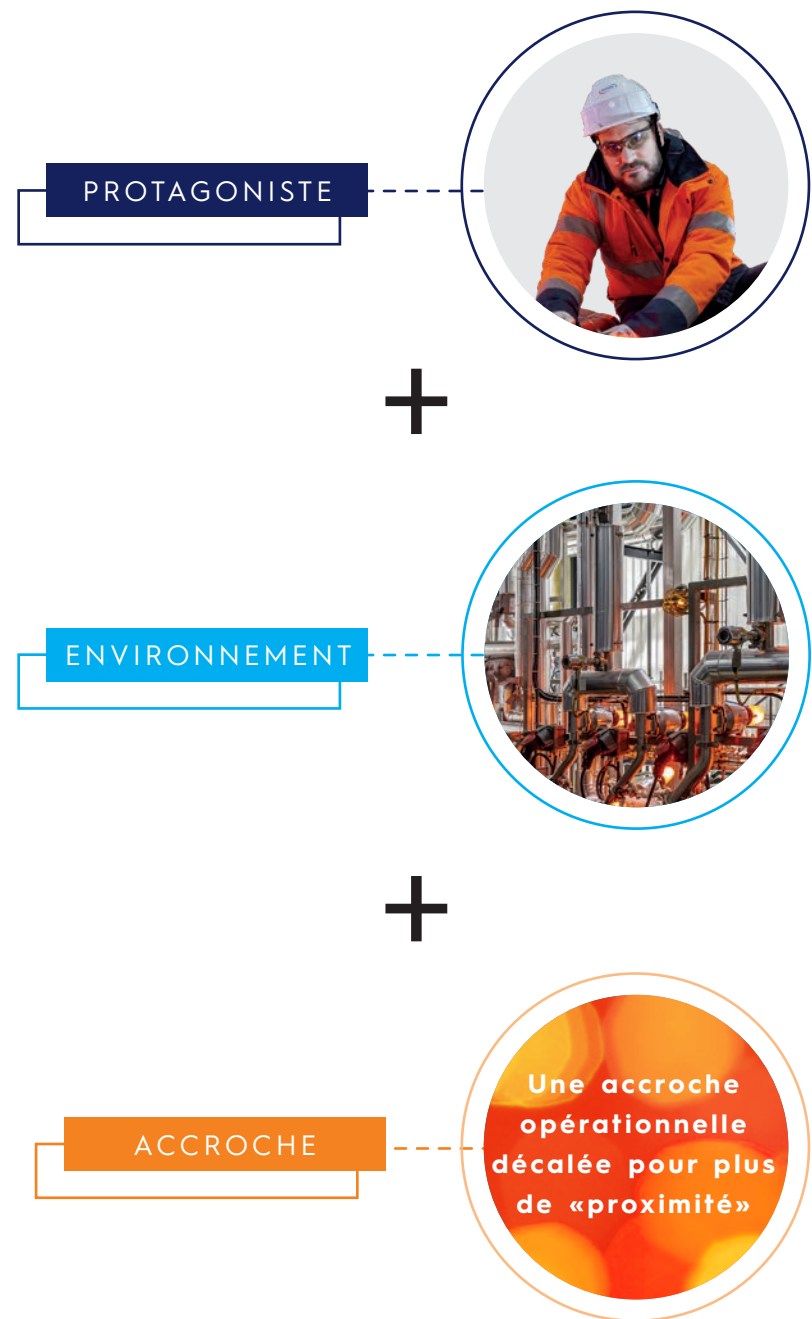 PROTAGONISTE
+
ENVIRONNEMENT
+
ACCROCHE
Une accroche
opérationnelle
décalée pour plus
de «proximité»